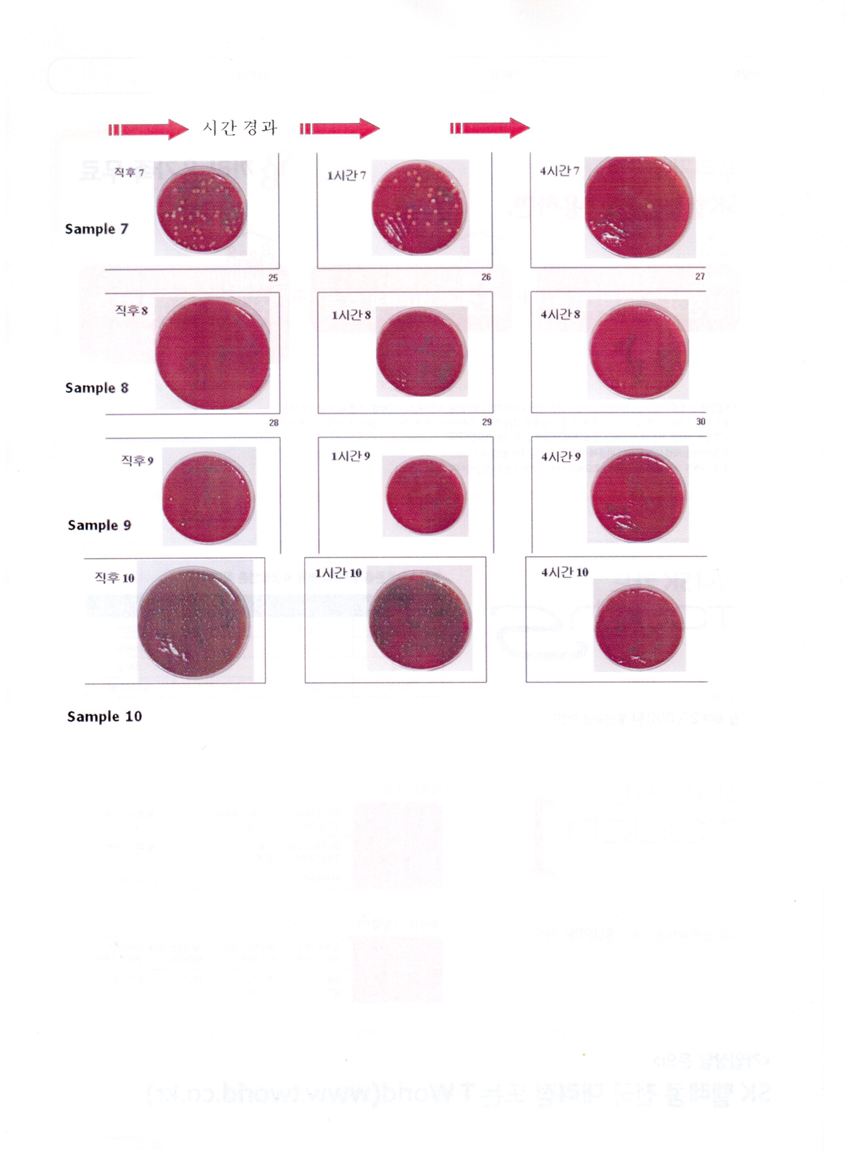 시간 경과
직후 7
1시간 7
4시간 7
Sample 7
25
26
27
직후 8
1시간 8
4시간 8
Sample 8
28
29
30
직후 9
1시간 9
4시간 9
Sample 9
직후 10
1시간 10
4시간 10
Sample 10